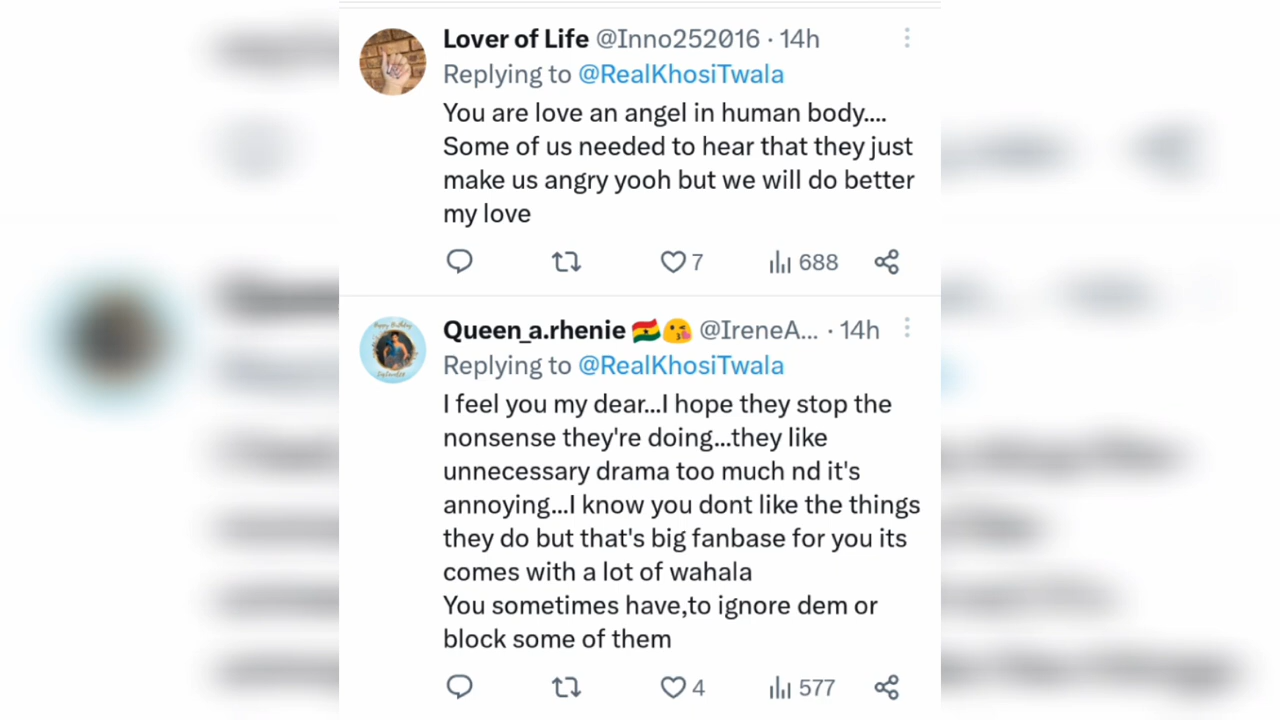 Lover of Life @Inno252016 · 14h
Replying to @RealKhosiTwala
You are love an angel in human body....
Some of us needed to hear that they just
make us angry yooh but we will do better
my love
7 688
Queen_a.rhenie 🇬🇭😘 @IreneA... · 14h
Replying to @RealKhosiTwala
I feel you my dear...I hope they stop the
nonsense they're doing...they like
unnecessary drama too much nd it's
annoying...I know you dont like the things
they do but that's big fanbase for you its
comes with a lot of wahala
You sometimes have,to ignore dem or
block some of them
4 577